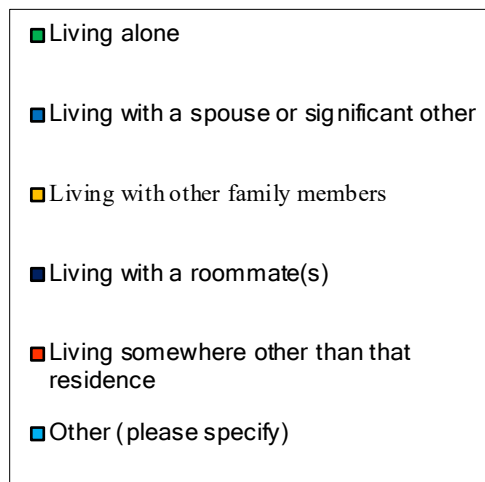 Living alone
Living with a spouse or significant other
Living with other family members
Living with a roommate(s)
Living somewhere other than that
residence
Other (please specify)